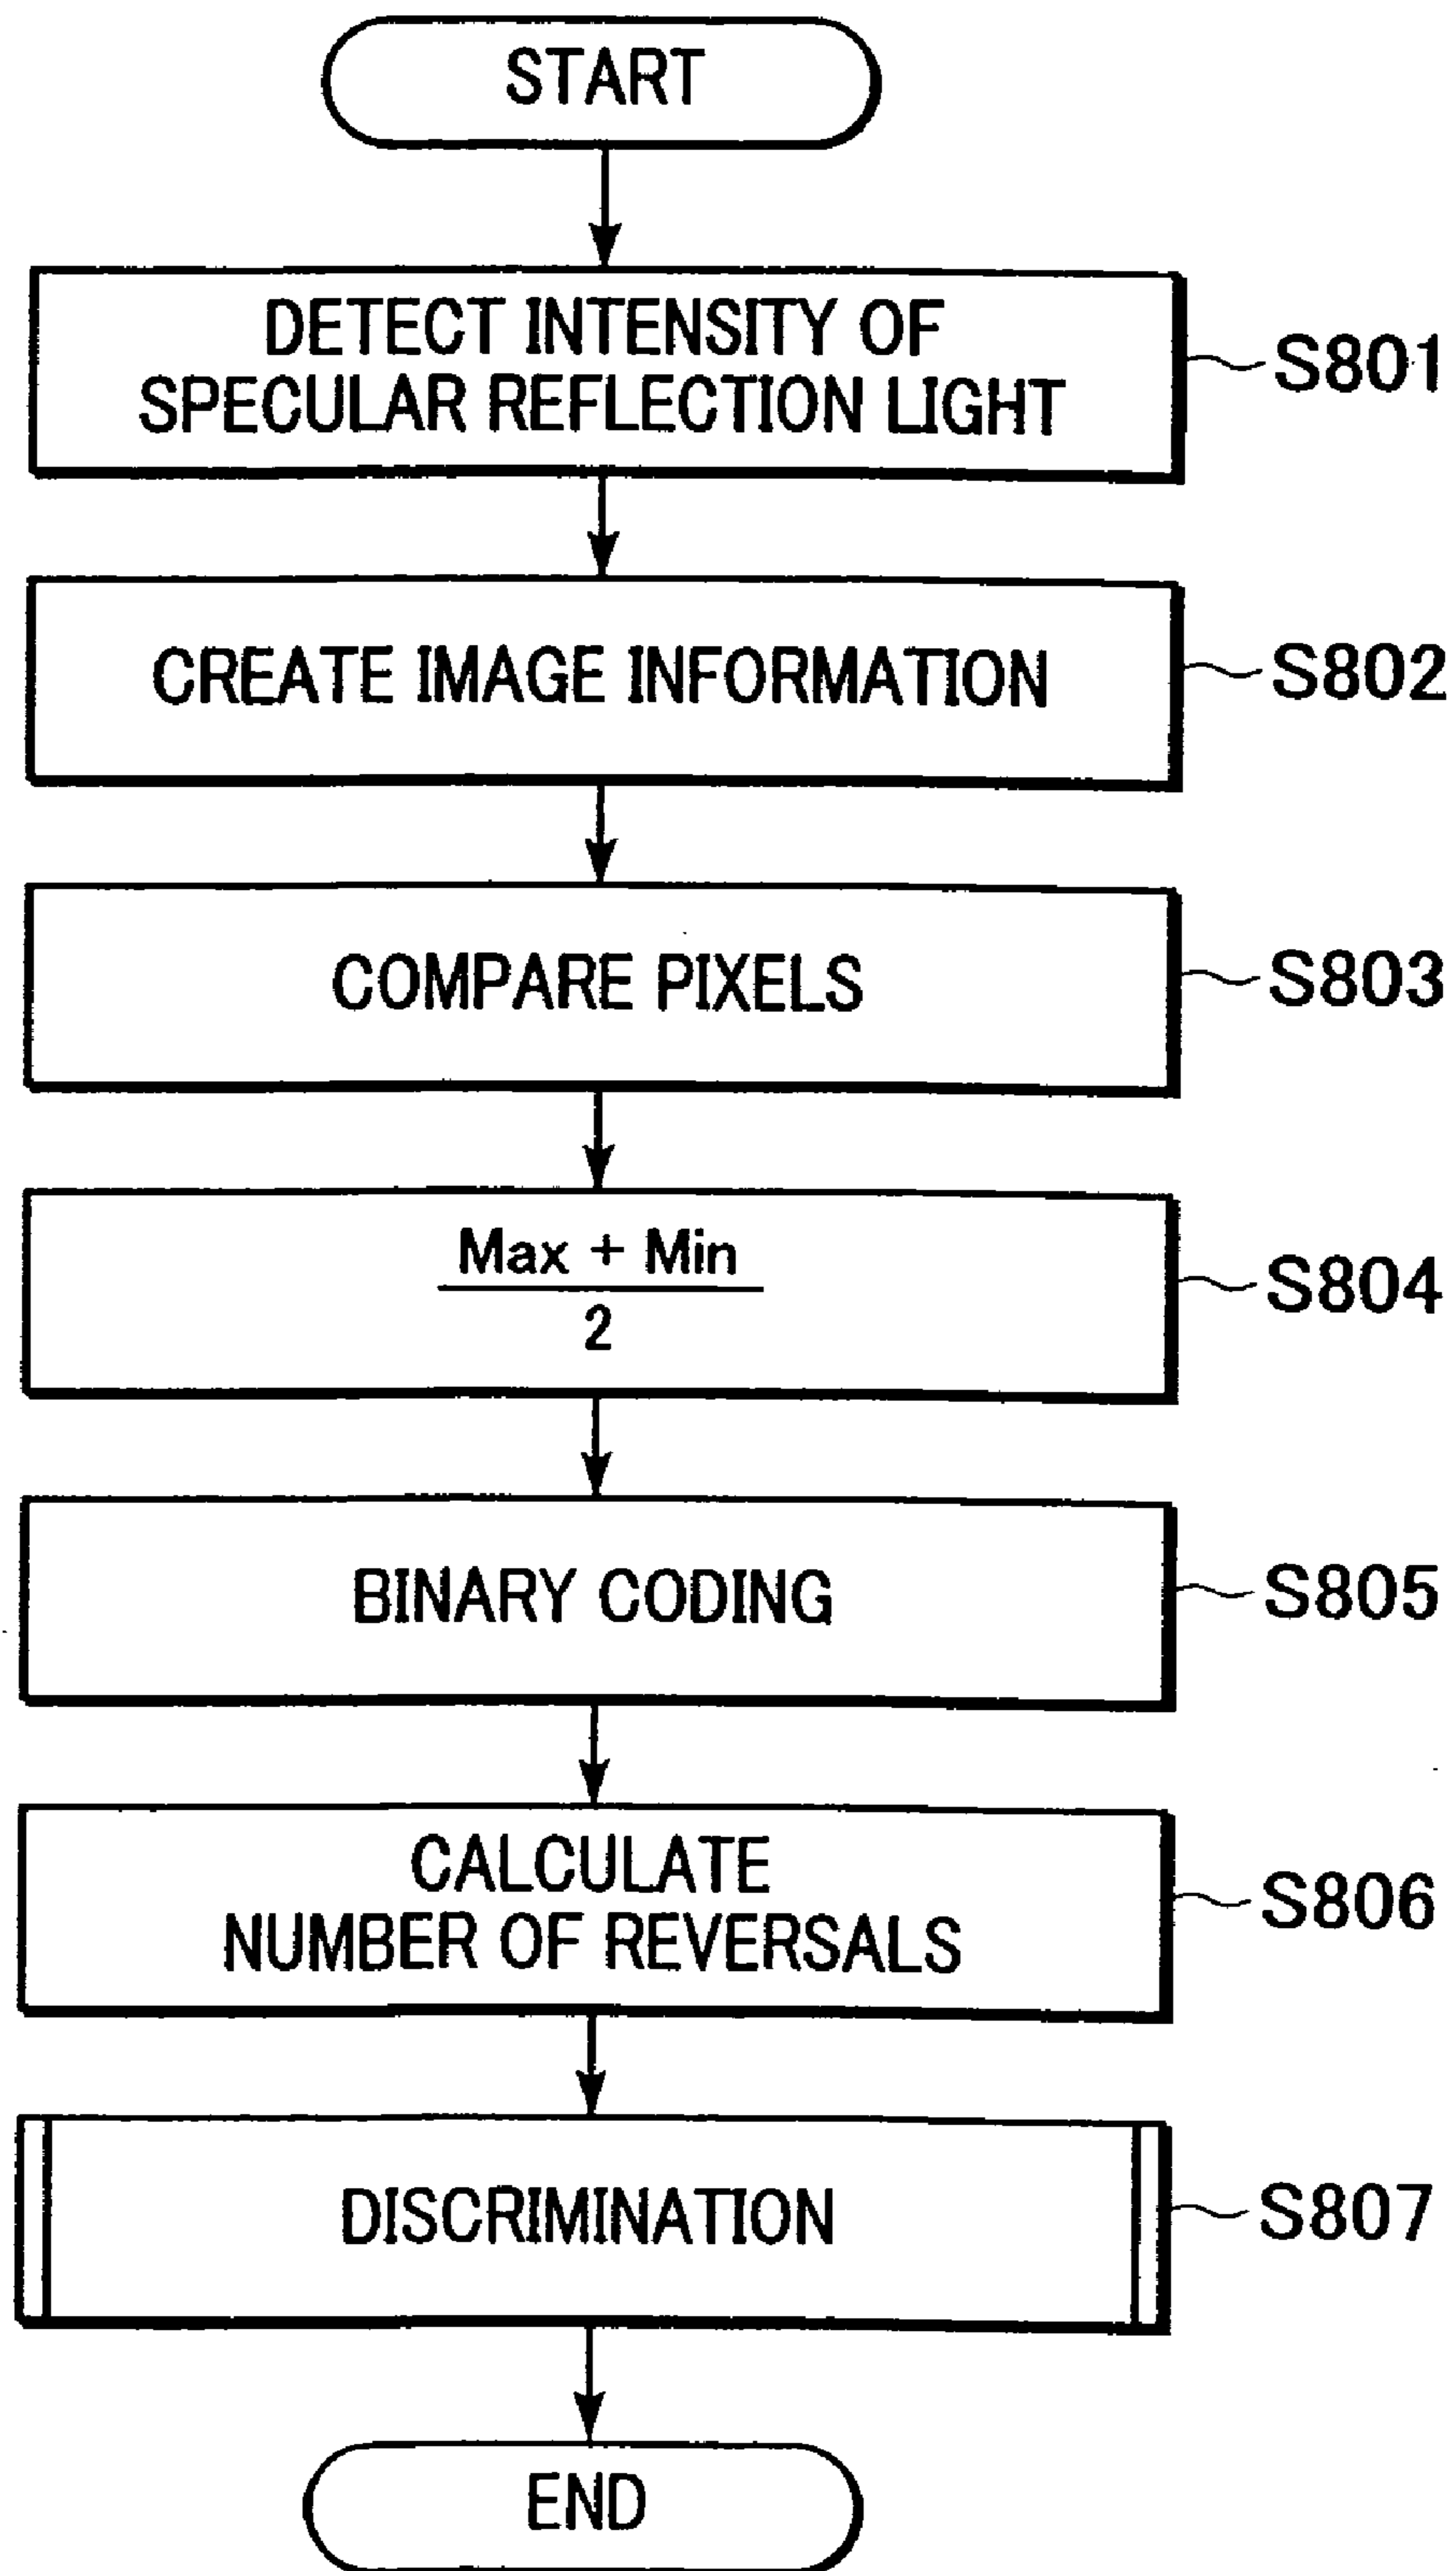 START
DETECT INTENSITY OF
SPECULAR REFLECTION LIGHT
S801
CREATE IMAGE INFORMATION
S802
COMPARE PIXELS
S803
Max + Min
2
S804
BINARY CODING
S805
CALCULATE
NUMBER OF REVERSALS
S806
DISCRIMINATION
S807
END